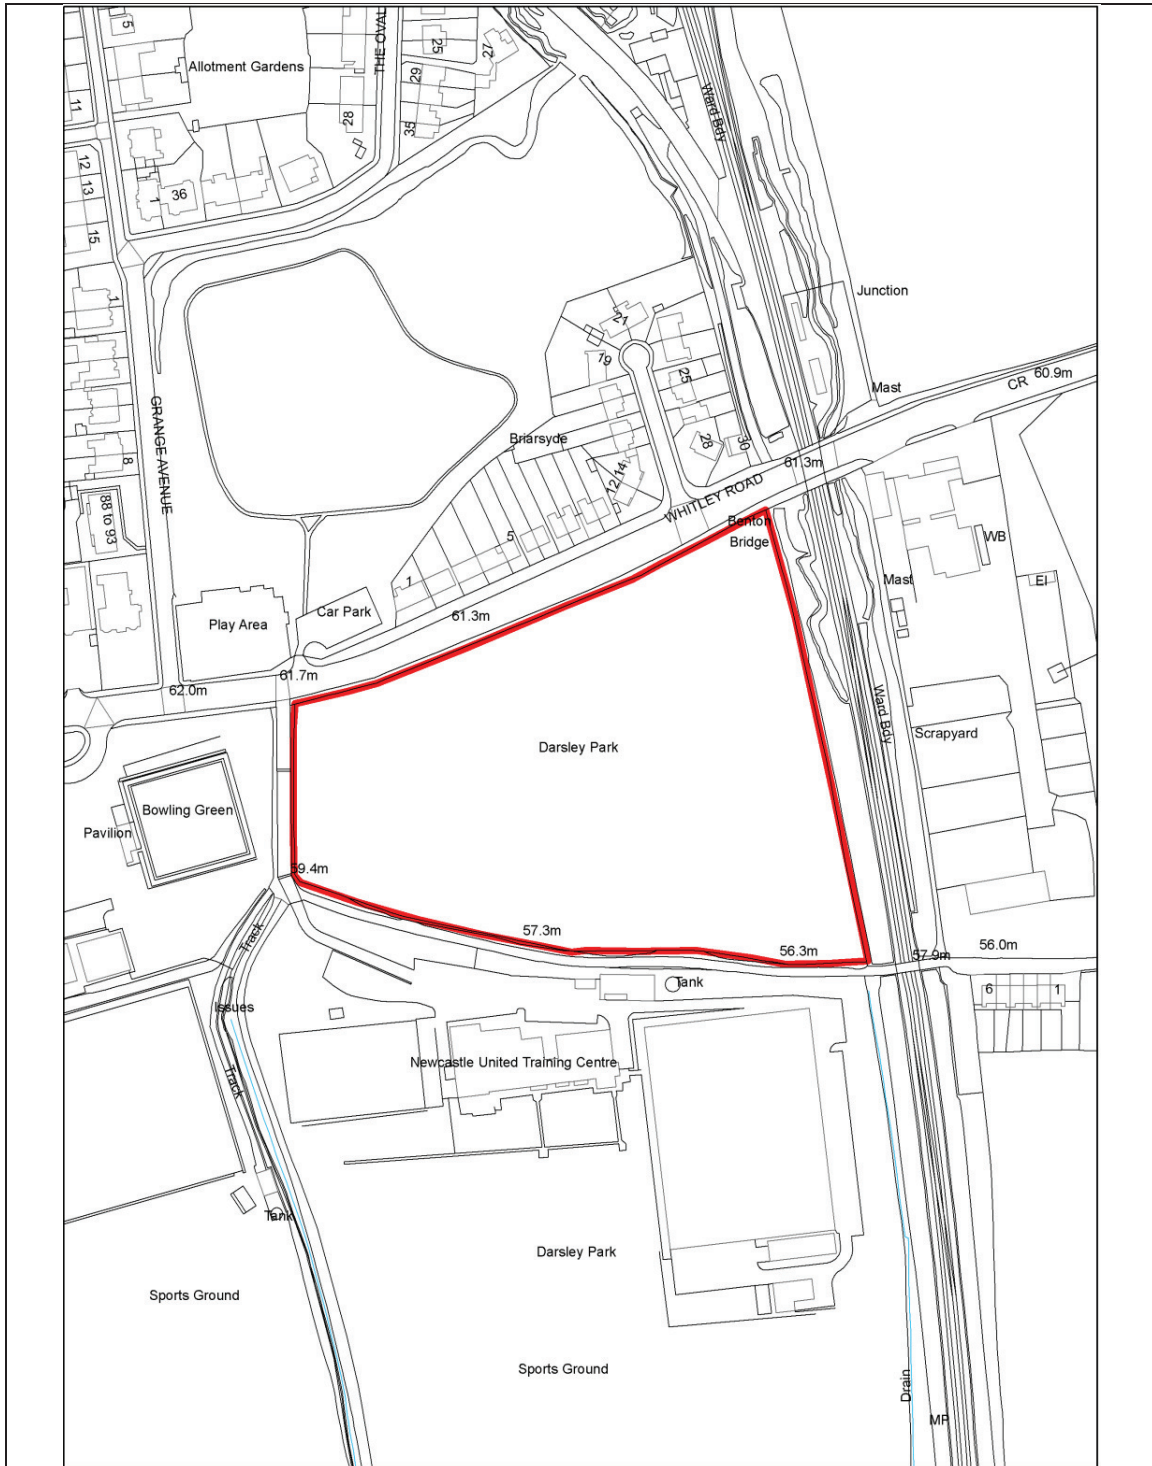 5
THE OVAL
25
27
Allotment Gardens
29
11
28
35
Ward Bdy
12
13
1
36
15
Junction
1
21
19
60.9m
CR
25
Mast
GRANGE AVENUE
Briarsyde
28
30
8
61.3m
12
14
WHITLEY ROAD
88 to 93
5
Benton
Bridge
WB
1
Mast
El
Car Park
61.3m
Play Area
61.7m
62.0m
Ward Bdy
Scrapyard
Darsley Park
Bowling Green
Pavilion
59.4m
57.3m
56.3m
57.9m
56.0m
Track
Tank
6
1
Issues
Newcastle United Training Centre
Track
Tank
Darsley Park
Sports Ground
Sports Ground
Drain
MP